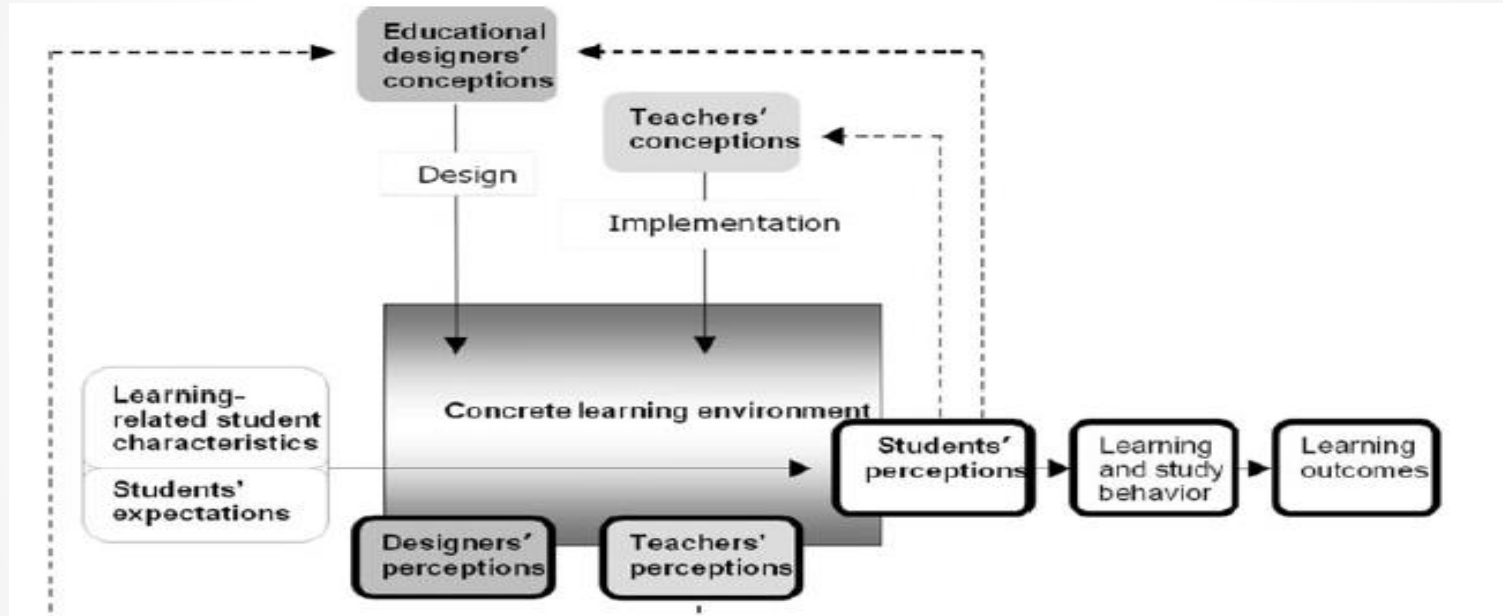 Educational
designers’
conceptions
Teachers’
conceptions
Design
Implementation
Learning-
related student
characteristics
Students’
expectations
Concrete learning environment
Students’
perceptions
Learning
and study
behavior
Learning
outcomes
Designers’
perceptions
Teachers’
perceptions